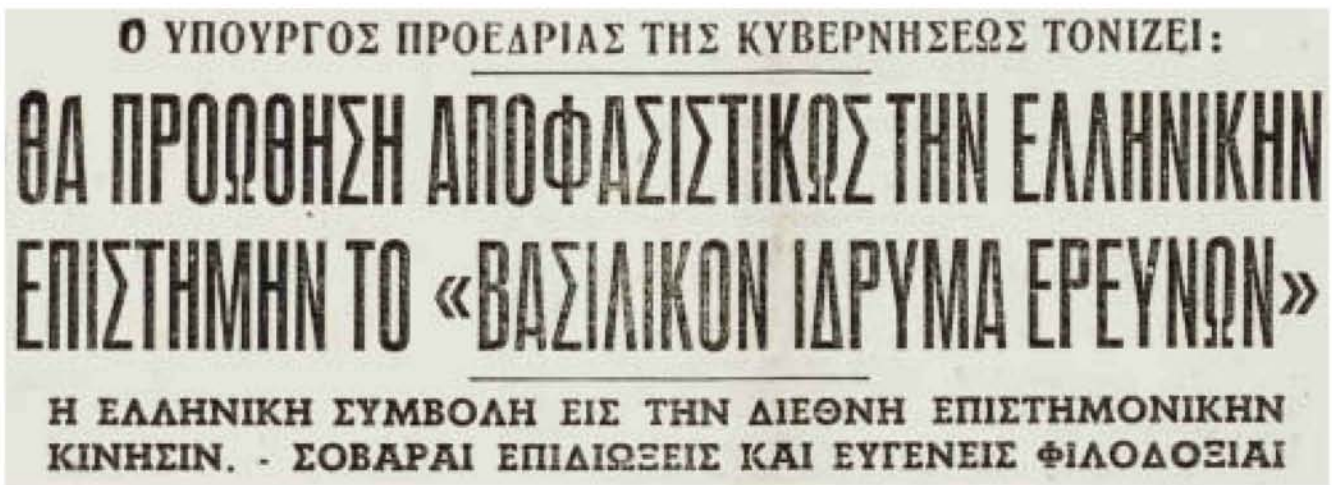 Ο ΥΠΟΥΡΓΟΣ ΠΡΟΕΔΡΙΑΣ ΤΗΣ ΚΥΒΕΡΝΗΣΕΩΣ ΤΟΝΙΖΕΙ:
ΘΑ ΠΡΟΩΘΗΣΗ ΑΠΟΦΑΣΙΣΤΙΚΩΣ ΤΗΝ ΕΛΛΗΝΙΚΗΝ
ΕΠΙΣΤΗΜΗΝ ΤΟ «ΒΑΣΙΛΙΚΟΝ ΙΔΡΥΜΑ ΕΡΕΥΝΩΝ»
Η ΕΛΛΗΝΙΚΗ ΣΥΜΒΟΛΗ ΕΙΣ ΤΗΝ ΔΙΕΘΝΗ ΕΠΙΣΤΗΜΟΝΙΚΗΝ
ΚΙΝΗΣΙΝ. - ΣΟΒΑΡΑΙ ΕΠΙΔΙΩΞΕΙΣ ΚΑΙ ΕΥΓΕΝΕΙΣ ΦΙΛΟΔΟΞΙΑΙ